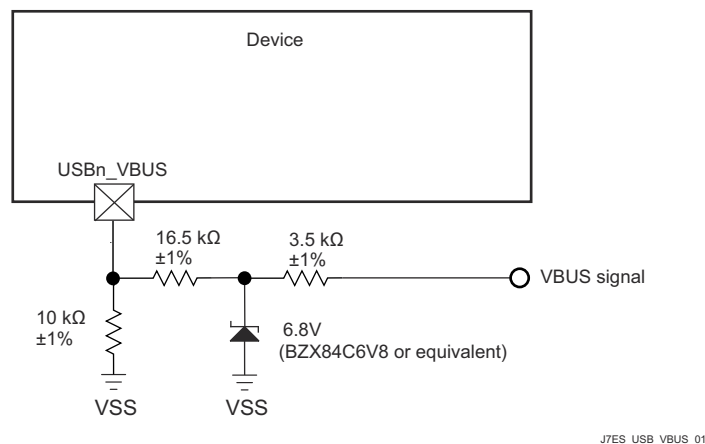 Device
USBn_VBUS
16.5 kΩ
±1%
3.5 kΩ
±1%
VBUS signal
10 kΩ
±1%
6.8V
(BZX84C6V8 or equivalent)
VSS
VSS
J7ES_USB_VBUS_01